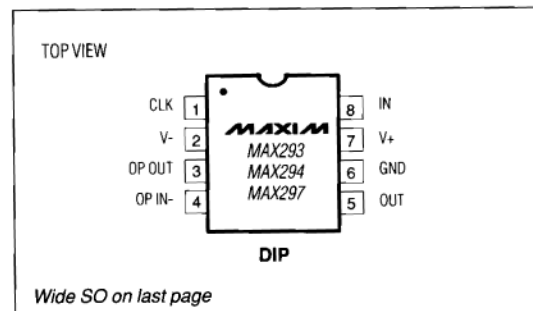 TOP VIEW
CLK 1
V- 2
OP OUT 3
OP IN- 4
MAXIM
MAX293
MAX294
MAX297
8 IN
7 V+
6 GND
5 OUT
DIP
Wide SO on last page